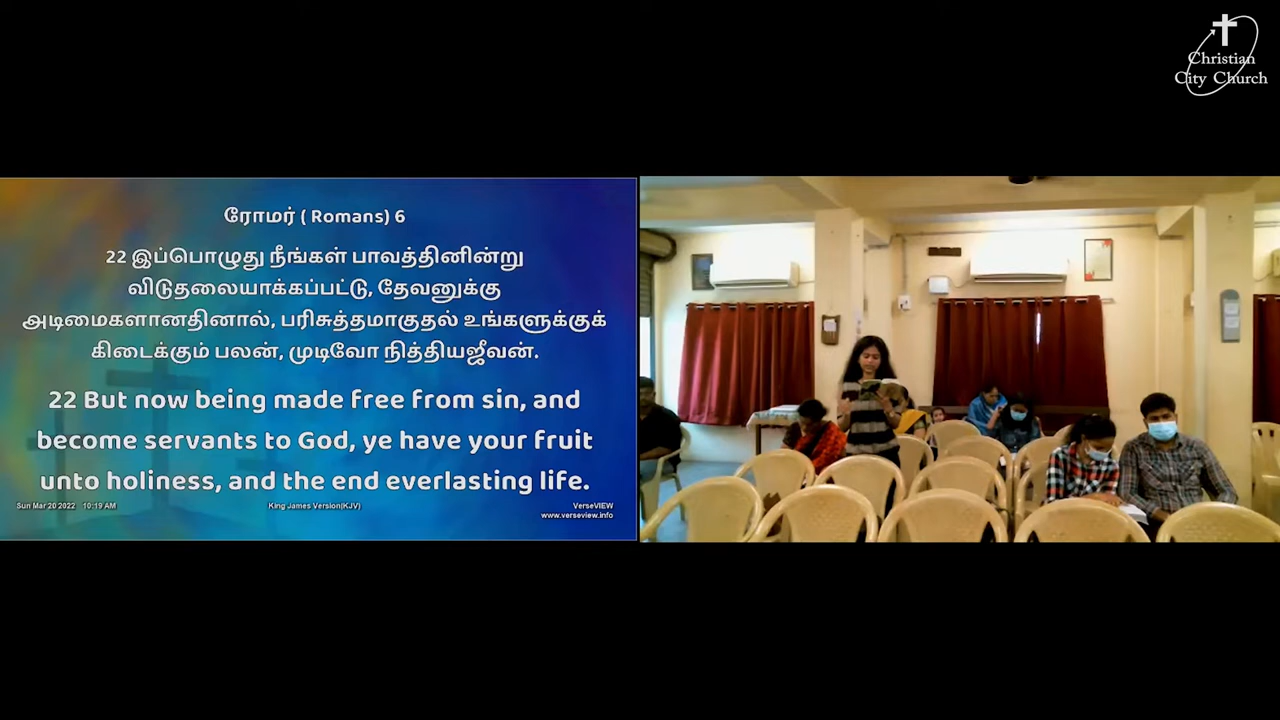 Christian
City Church
ரோமர் ( Romans) 6
22 இப்பொழுது நீங்கள் பாவத்தினின்று
விடுதலையாக்கப்பட்டு, தேவனுக்கு
அடிமைகளானதினால், பரிசுத்தமாகுதல் உங்களுக்குக்
கிடைக்கும் பலன், முடிவோ நித்தியஜீவன்.
22 But now being made free from sin, and
become servants to God, ye have your fruit
unto holiness, and the end everlasting life.
Sun Mar 20 2022 10:19 AM King James Version(KJV) VerseVIEW
www.verseview.info